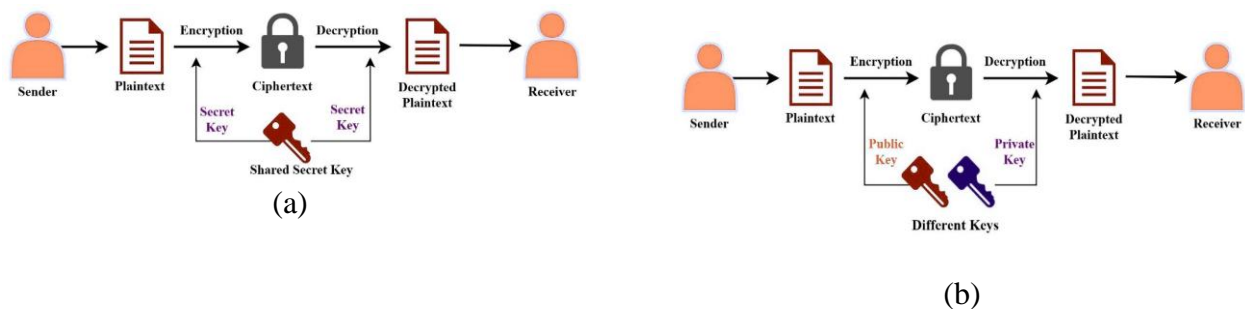 Encryption
Decryption
Sender
Plaintext
Ciphertext
Decrypted
Plaintext
Receiver
Secret
Key
Secret
Key
Shared Secret Key
(a)
Encryption
Decryption
Sender
Plaintext
Ciphertext
Decrypted
Plaintext
Receiver
Public
Key
Private
Key
Different Keys
(b)